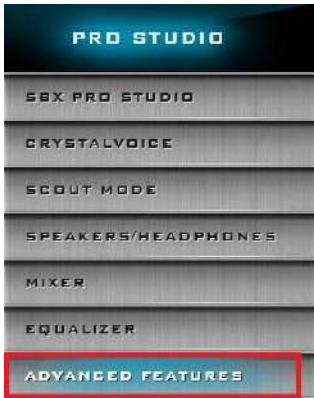 PRO STUDIO
SBX PRO STUDIO
CRYSTALVOICE
SCOUT MODE
SPEAKERS/HEADPHONES
MIXER
EQUALIZER
ADVANCED FEATURES